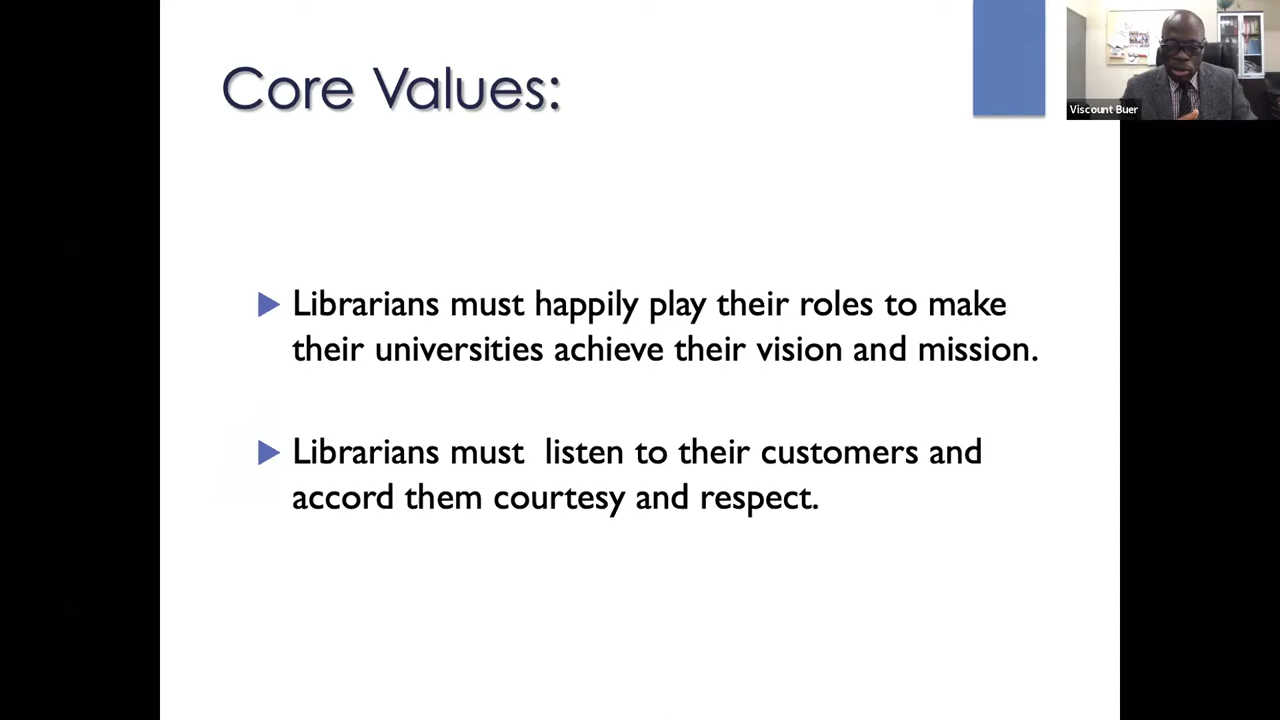 Core Values:
Viscount Buer
Librarians must happily play their roles to make
their universities achieve their vision and mission.
Librarians must listen to their customers and
accord them courtesy and respect.